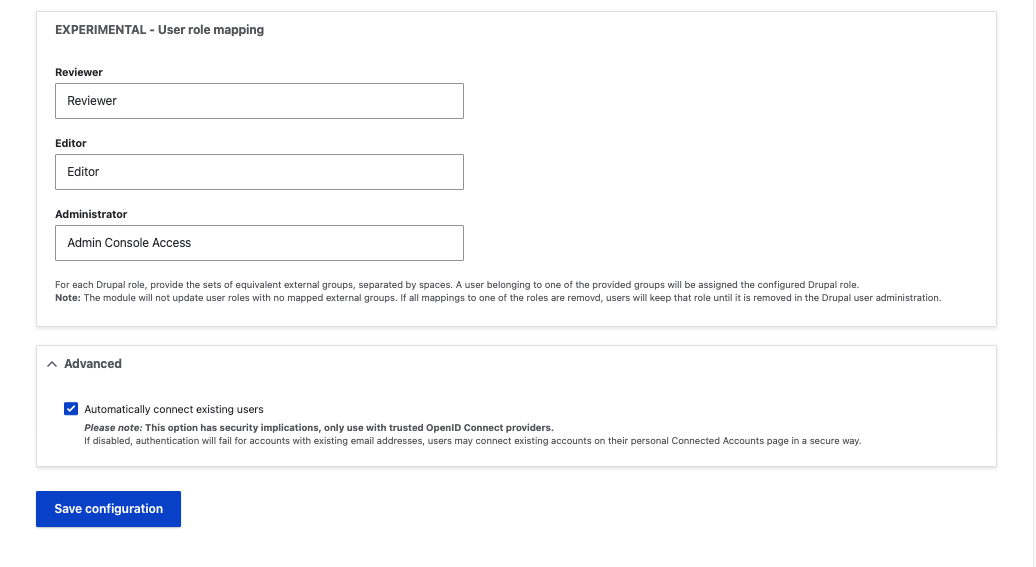 EXPERIMENTAL - User role mapping
Reviewer
Reviewer
Editor
Editor
Administrator
Admin Console Access
For each Drupal role, provide the sets of equivalent external groups, separated by spaces. A user belonging to one of the provided groups will be assigned the configured Drupal role.
Note: The module will not update user roles with no mapped external groups. If all mappings to one of the roles are removd, users will keep that role until it is removed in the Drupal user administration.
Advanced
Automatically connect existing users
Please note: This option has security implications, only use with trusted OpenID Connect providers.
If disabled, authentication will fail for accounts with existing email addresses, users may connect existing accounts on their personal Connected Accounts page in a secure way.
Save configuration